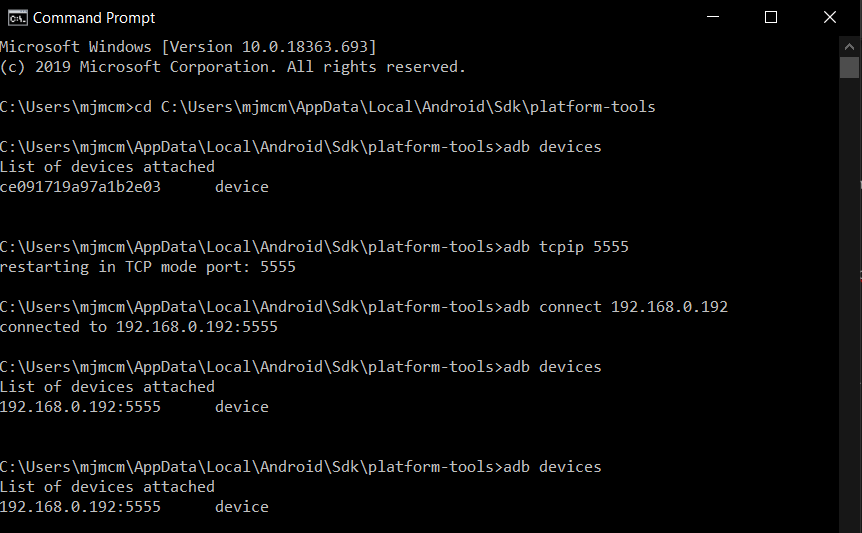 Command Prompt
Microsoft Windows [Version 10.0.18363.693]
(c) 2019 Microsoft Corporation. All rights reserved.
C:\Users\mjmcm>cd C:\Users\mjmcm\AppData\Local\Android\Sdk\platform-tools
C:\Users\mjmcm\AppData\Local\Android\Sdk\platform-tools>adb devices
List of devices attached
ce091719a97a1b2e03      device
C:\Users\mjmcm\AppData\Local\Android\Sdk\platform-tools>adb tcpip 5555
restarting in TCP mode port: 5555
C:\Users\mjmcm\AppData\Local\Android\Sdk\platform-tools>adb connect 192.168.0.192
connected to 192.168.0.192:5555
C:\Users\mjmcm\AppData\Local\Android\Sdk\platform-tools>adb devices
List of devices attached
192.168.0.192:5555      device
C:\Users\mjmcm\AppData\Local\Android\Sdk\platform-tools>adb devices
List of devices attached
192.168.0.192:5555      device